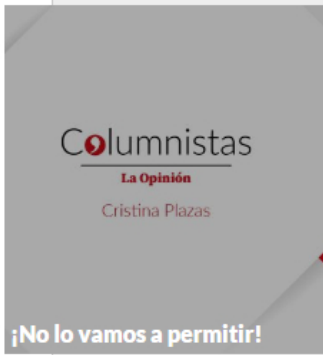 Columnistas
La Opinión
Cristina Plazas
¡No lo vamos a permitir!